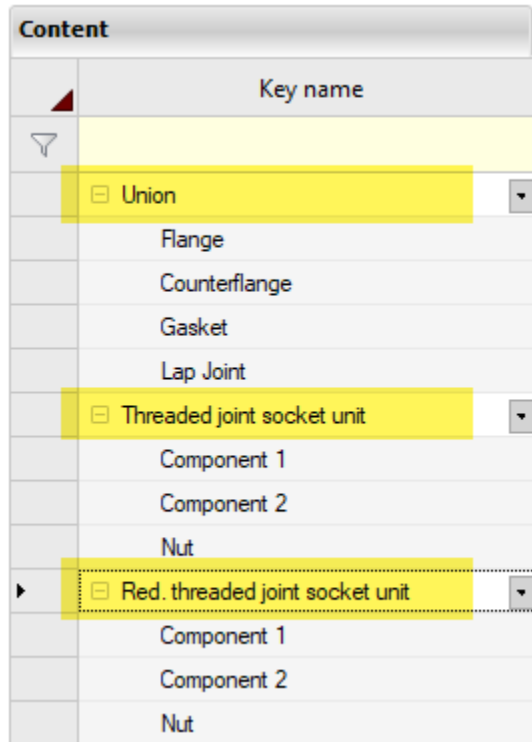 Content
Key name
Union
Flange
Counterflange
Gasket
Lap Joint
Threaded joint socket unit
Component 1
Component 2
Nut
Red. threaded joint socket unit
Component 1
Component 2
Nut